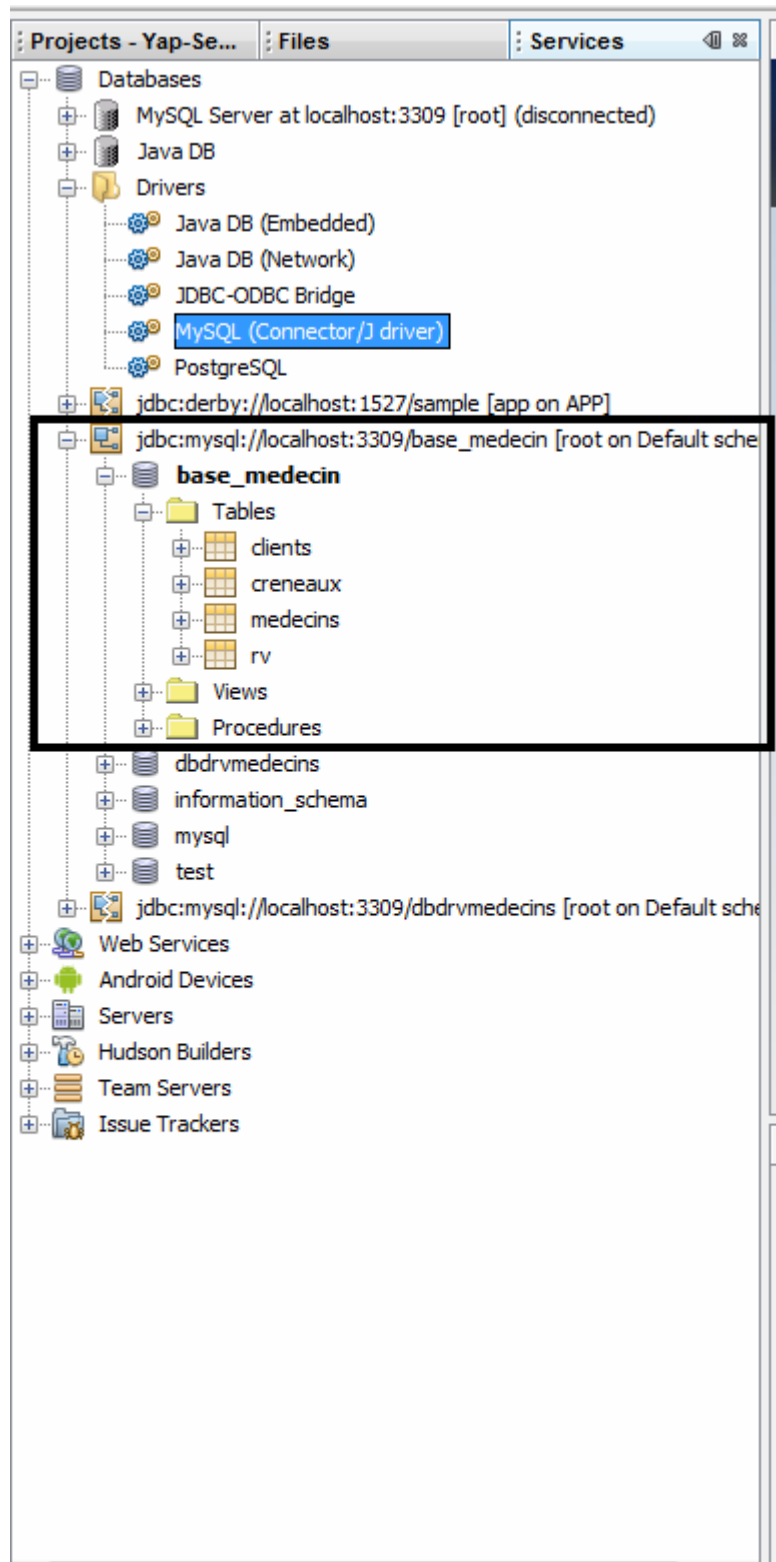 Projects - Yap-Se... Files Services
Databases
MySQL Server at localhost:3309 [root] (disconnected)
Java DB
Drivers
Java DB (Embedded)
Java DB (Network)
JDBC-ODBC Bridge
MySQL (Connector/J driver)
PostgreSQL
jdbc:derby://localhost:1527/sample [app on APP]
jdbc:mysql://localhost:3309/base_medecin [root on Default sche
base_medecin
Tables
clients
creneaux
medecins
rv
Views
Procedures
dbdrvmedecins
information_schema
mysql
test
jdbc:mysql://localhost:3309/dbdrvmedecins [root on Default sche
Web Services
Android Devices
Servers
Hudson Builders
Team Servers
Issue Trackers